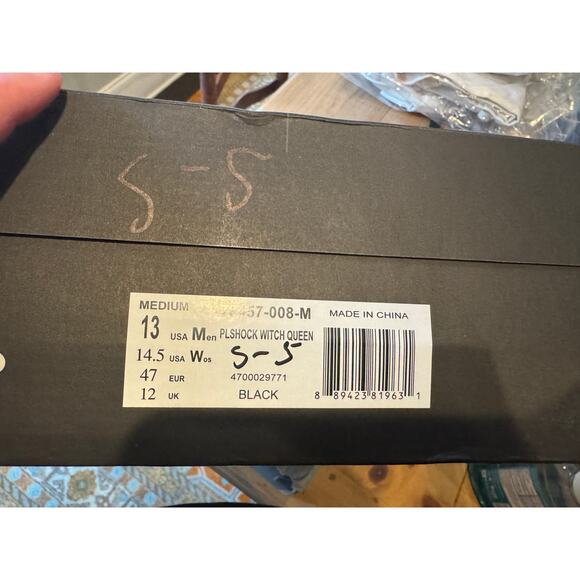 S-5
MEDIUM 457-008-M MADE IN CHINA
13 USA Men PLSHOCK WITCH QUEEN
14.5 USA Wos S-5
47 EUR 4700029771
12 UK BLACK 8 89423 81963 1